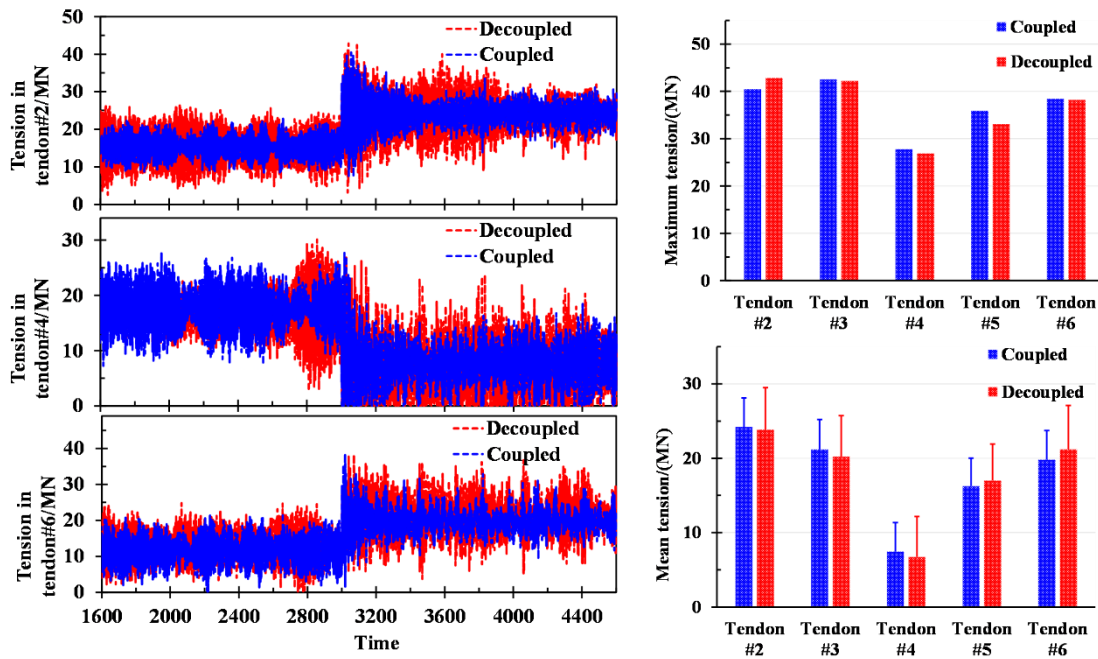 Tension in
tendon#2/MN
50
40
30
20
10
0
Decoupled
Coupled
Tension in
tendon#4/MN
30
20
10
0
Decoupled
Coupled
Tension in
tendon#6/MN
40
30
20
10
0
Decoupled
Coupled
1600 2000 2400 2800 3200 3600 4000 4400
Time
Maximum tension/(MN)
50
40
30
30
10
0
Coupled
Decoupled
Tendon Tendon Tendon Tendon Tendon
#2 #3 #4 #5 #6
Mean tension/(MN)
30
20
10
0
Coupled
Decoupled
Tendon Tendon Tendon Tendon Tendon
#2 #3 #4 #5 #6